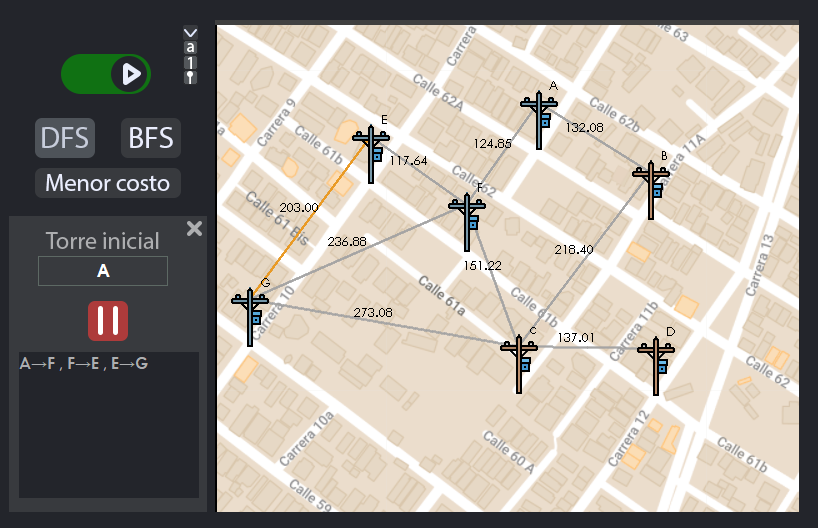 a
1
DFS
BFS
Menor costo
Torre inicial
A
A→F , F→E , E→G
Carrera
Calle 63
A
Calle 62A
Calle 62b
132.08
Carrera 9
E
124.85
Calle 61b
117.64
B
Carrera 11A
Calle 62
F
203.00
Calle 61 Bis
236.88
218.40
Carrera 13
151.22
G
Carrera 10
Calle 61a
Calle 61b
273.08
C
Carrera 11b
137.01
D
Calle 62
Carrera 10a
Carrera 12
Calle 60 A
Calle 61b
Calle 59